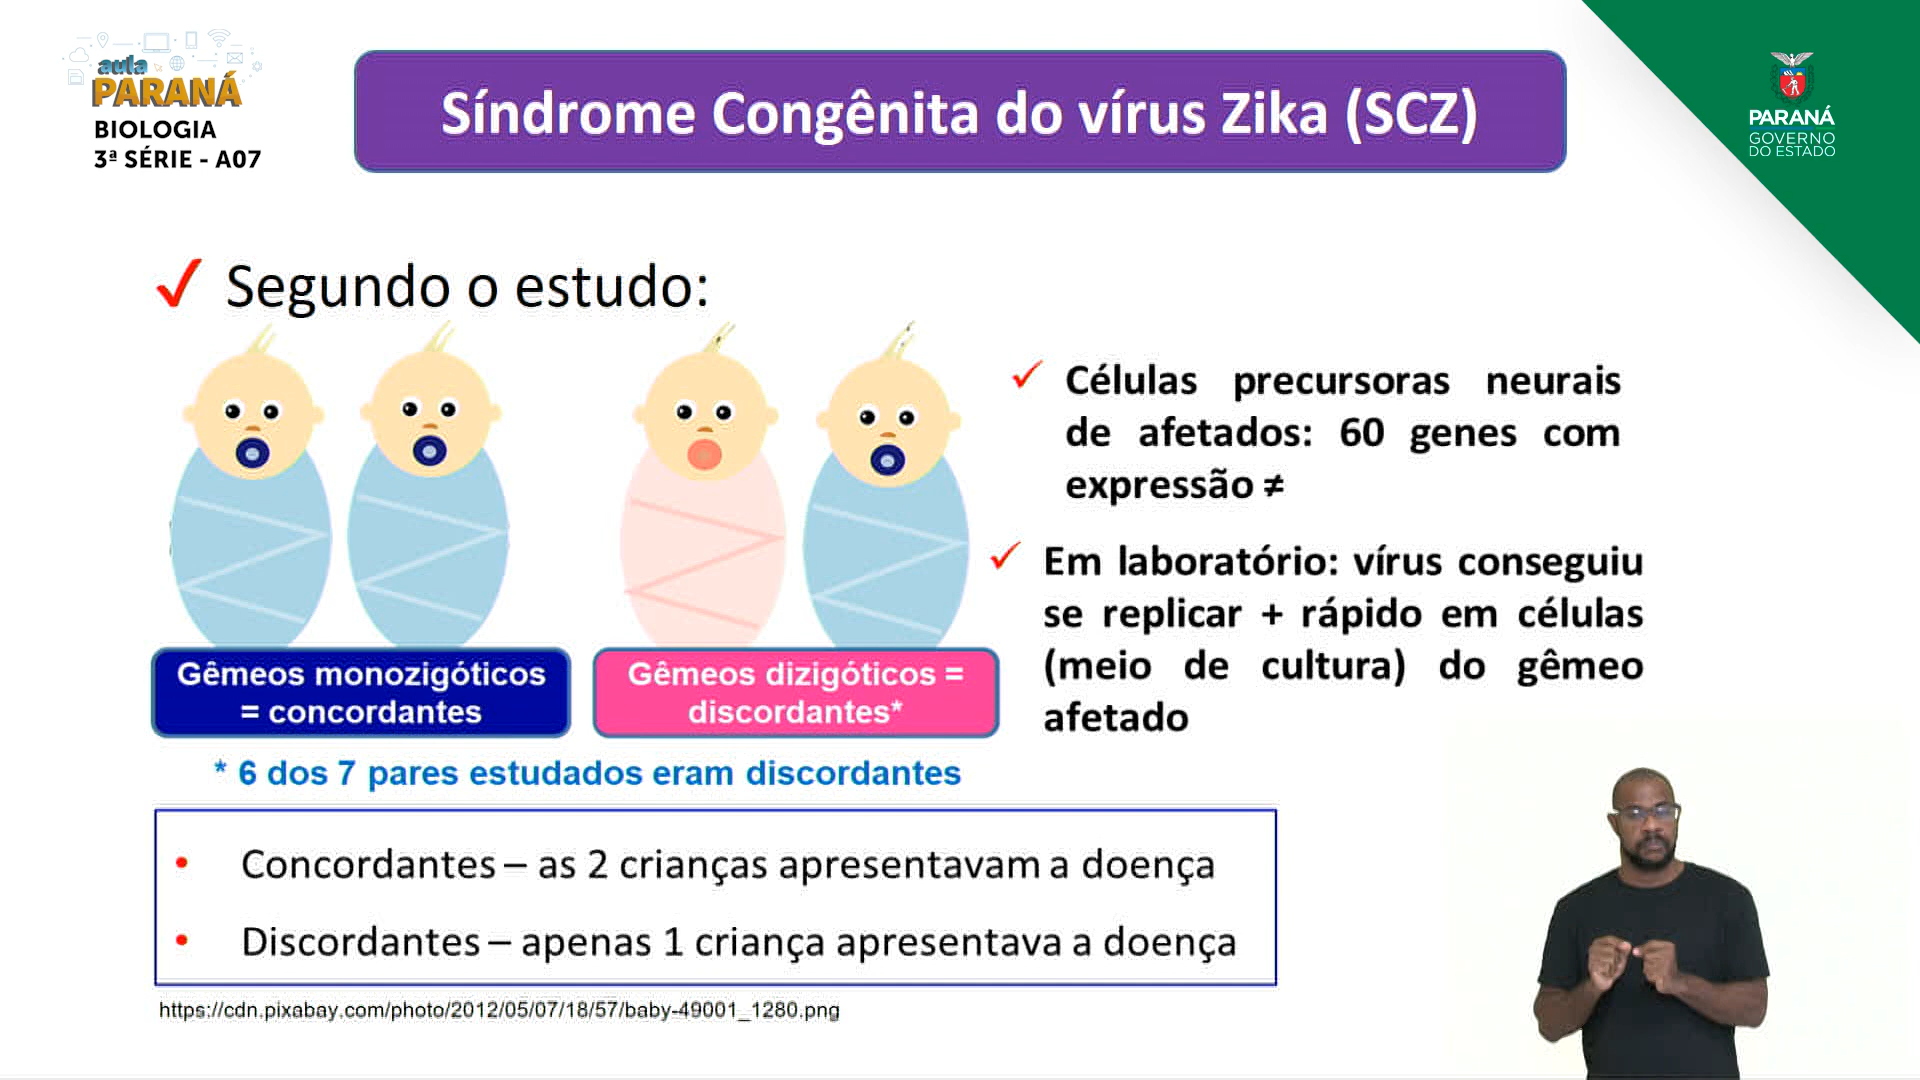 aula
PARANÁ
BIOLOGIA
3ª SÉRIE - A07
Síndrome Congênita do vírus Zika (SCZ)
PARANÁ
GOVERNO
DO ESTADO
Segundo o estudo:
Gêmeos monozigóticos
= concordantes
Gêmeos dizigóticos =
discordantes*
* 6 dos 7 pares estudados eram discordantes
Células precursoras neurais
de afetados: 60 genes com
expressão ≠
Em laboratório: vírus conseguiu
se replicar + rápido em células
(meio de cultura) do gêmeo
afetado
• Concordantes – as 2 crianças apresentavam a doença
• Discordantes – apenas 1 criança apresentava a doença
https://cdn.pixabay.com/photo/2012/05/07/18/57/baby-49001_1280.png